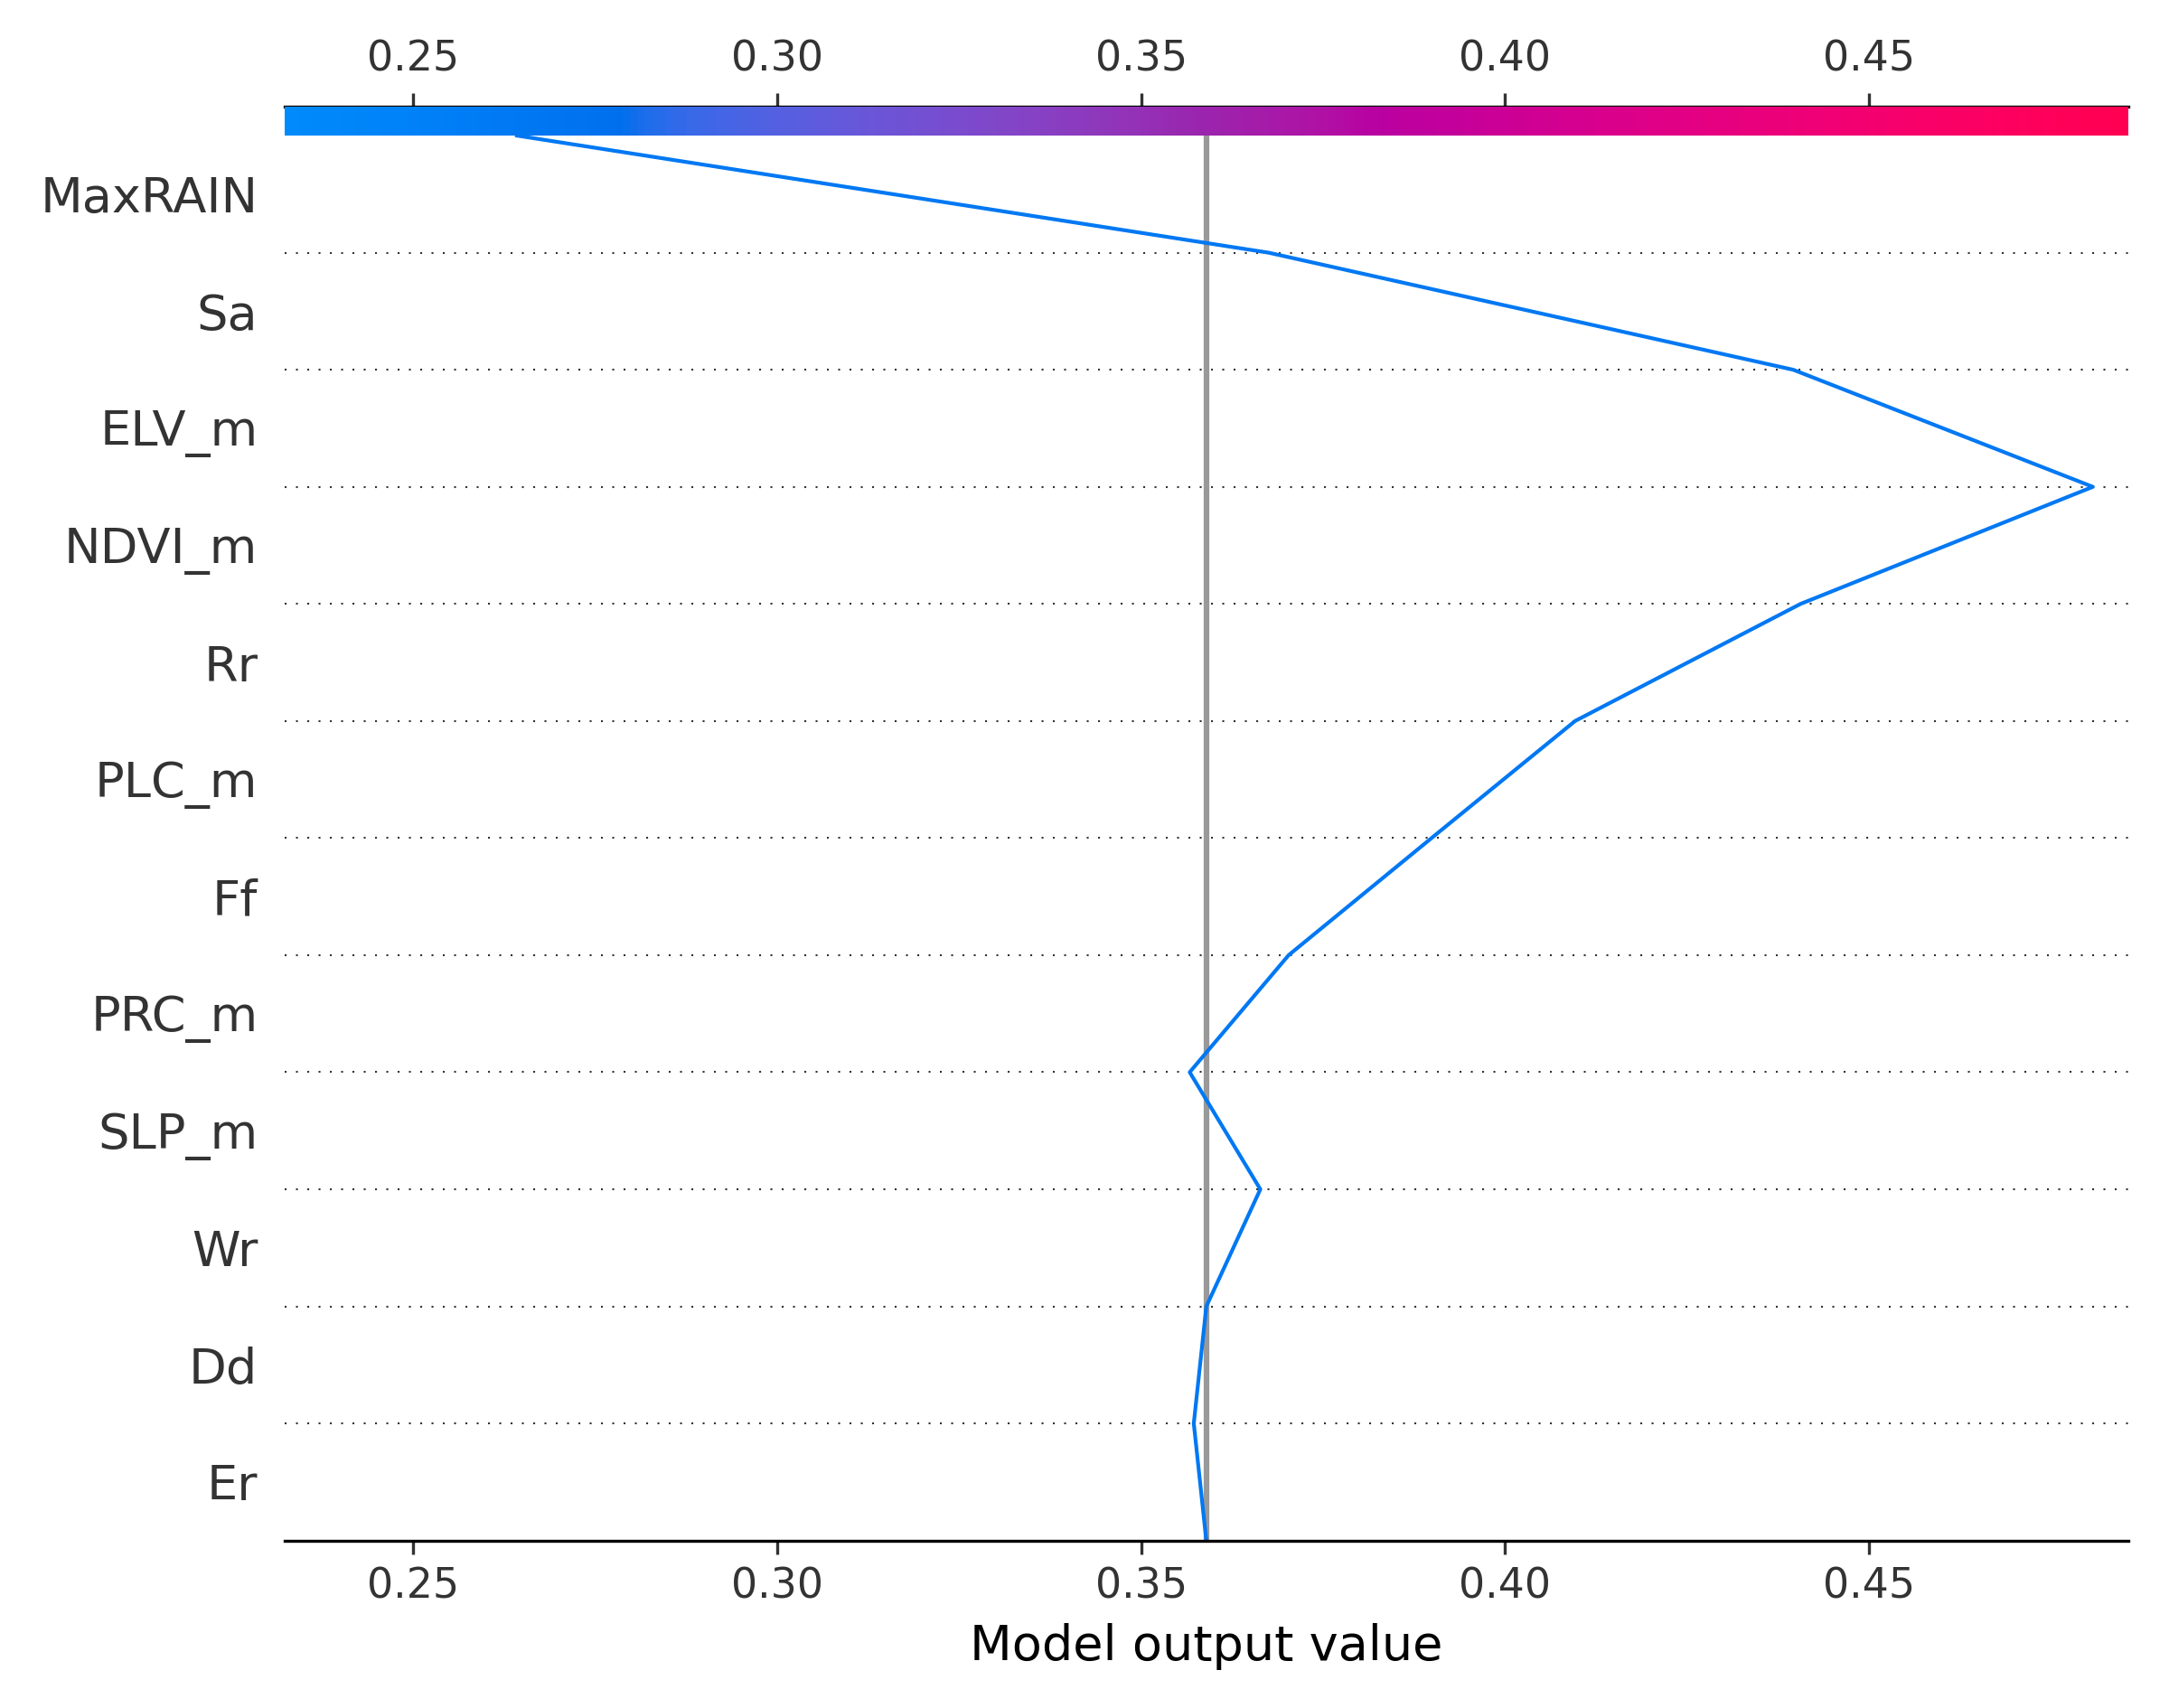 0.25 0.30 0.35 0.40 0.45
MaxRAIN
Sa
ELV_m
NDVI_m
Rr
PLC_m
Ff
PRC_m
SLP_m
Wr
Dd
Er
0.25 0.30 0.35 0.40 0.45
Model output value